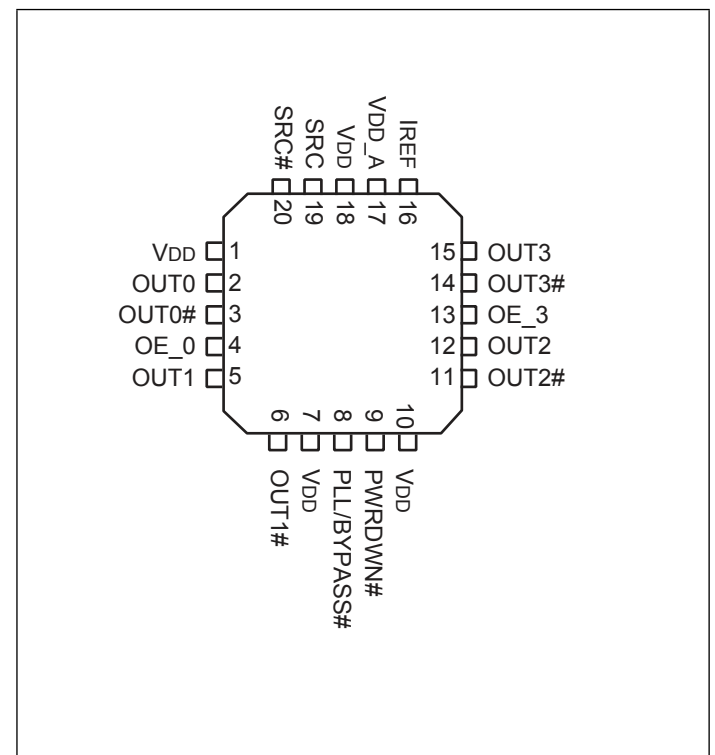 SRC#
SRC
VDD
VDD_A
IREF
20
19
18
17
16
VDD 1
OUT0 2
OUT0# 3
OE_0 4
OUT1 5
15 OUT3
14 OUT3#
13 OE_3
12 OUT2
11 OUT2#
6
7
8
9
10
OUT1#
VDD
PLL/BYPASS#
PWRDWN#
VDD